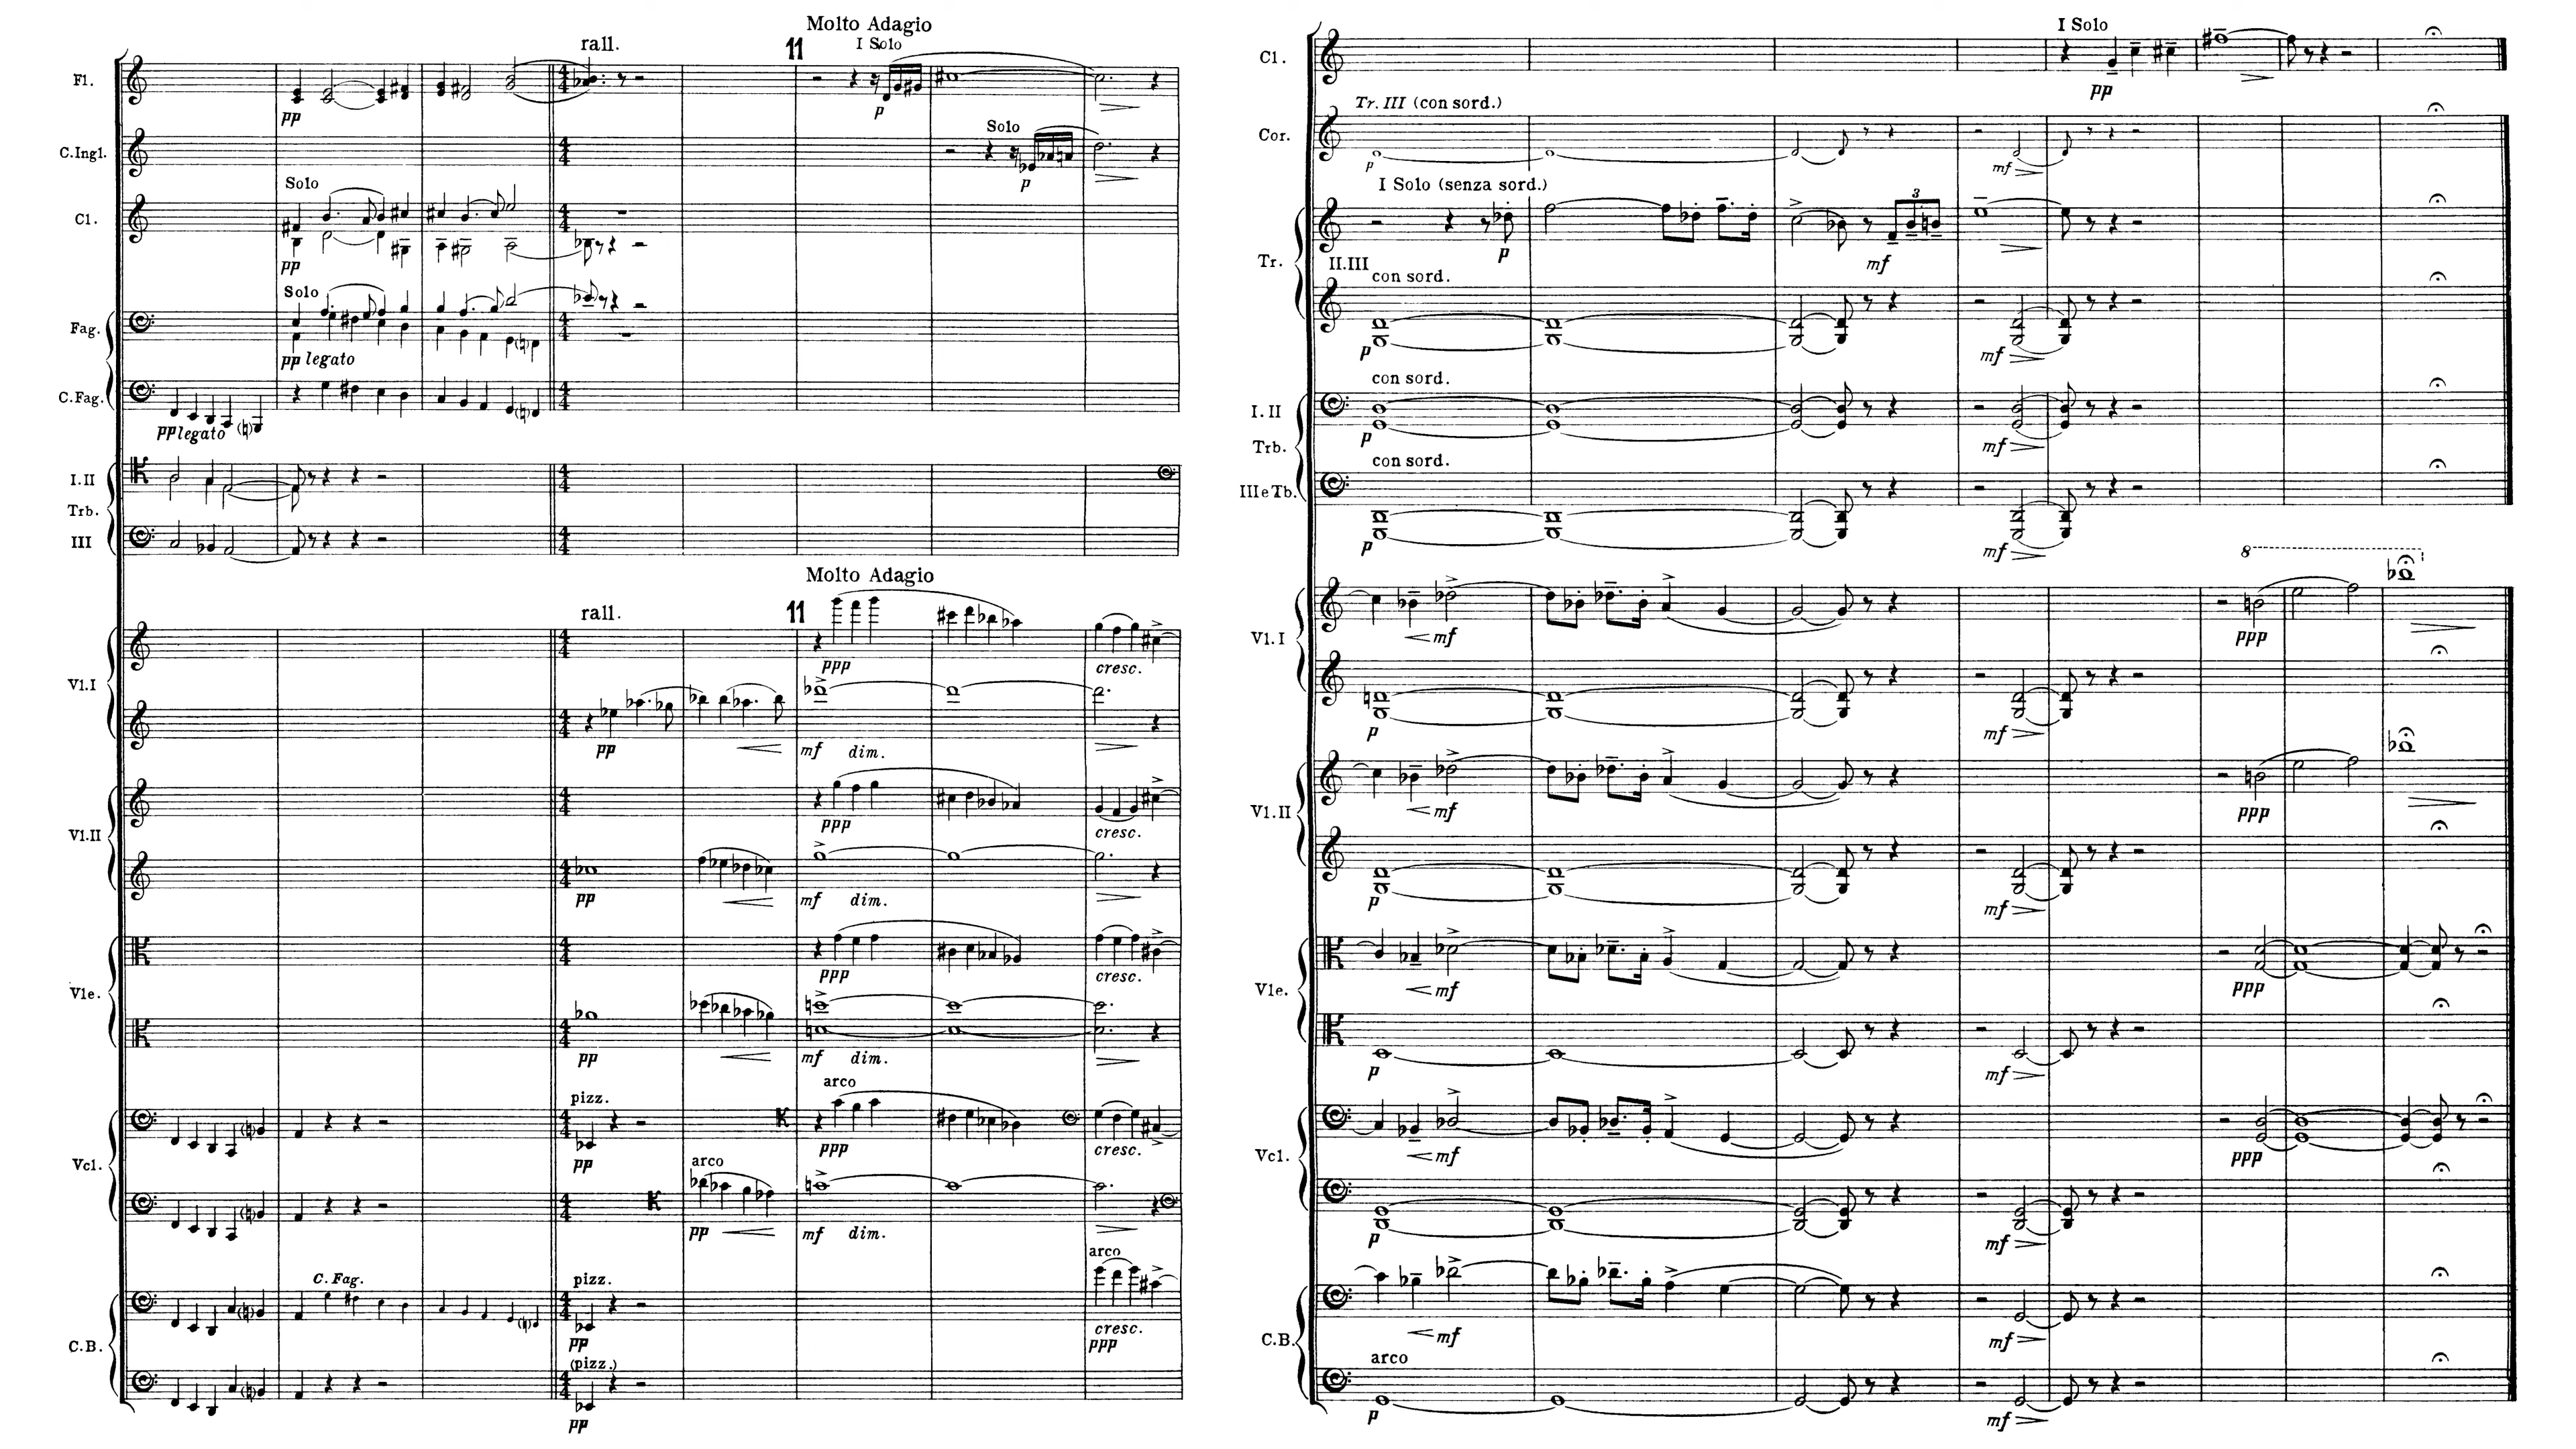 Molto Adagio
rall. 11 I Solo
Fl.
pp p
C.Ingl. Solo
p
Solo
Cl.
pp
Solo
Fag.
pp legato
C.Fag.
pp legato
I.II
Trb.
III
Molto Adagio
rall. 11
ppp cresc.
Vl.I
pp mf dim.
ppp cresc.
Vl.II
pp mf dim.
ppp cresc.
Vle.
pp mf dim.
pizz. arco
pp ppp cresc.
Vcl. arco
pp mf dim.
arco
C. Fag. pizz.
pp cresc.
ppp
C.B.
(pizz.)
pp
I Solo
Cl.
pp
Tr. III (con sord.)
Cor.
p mf
I Solo (senza sord.)
3
p mf
Tr.
II.III con sord.
p mf
con sord.
I.II
p mf
Trb.
con sord.
III e Tb.
p mf
8
mf ppp
Vl.I
p mf
mf ppp
Vl.II
p mf
mf ppp
Vle.
p mf
mf ppp
Vcl.
p mf
mf mf
C.B.
arco
p mf